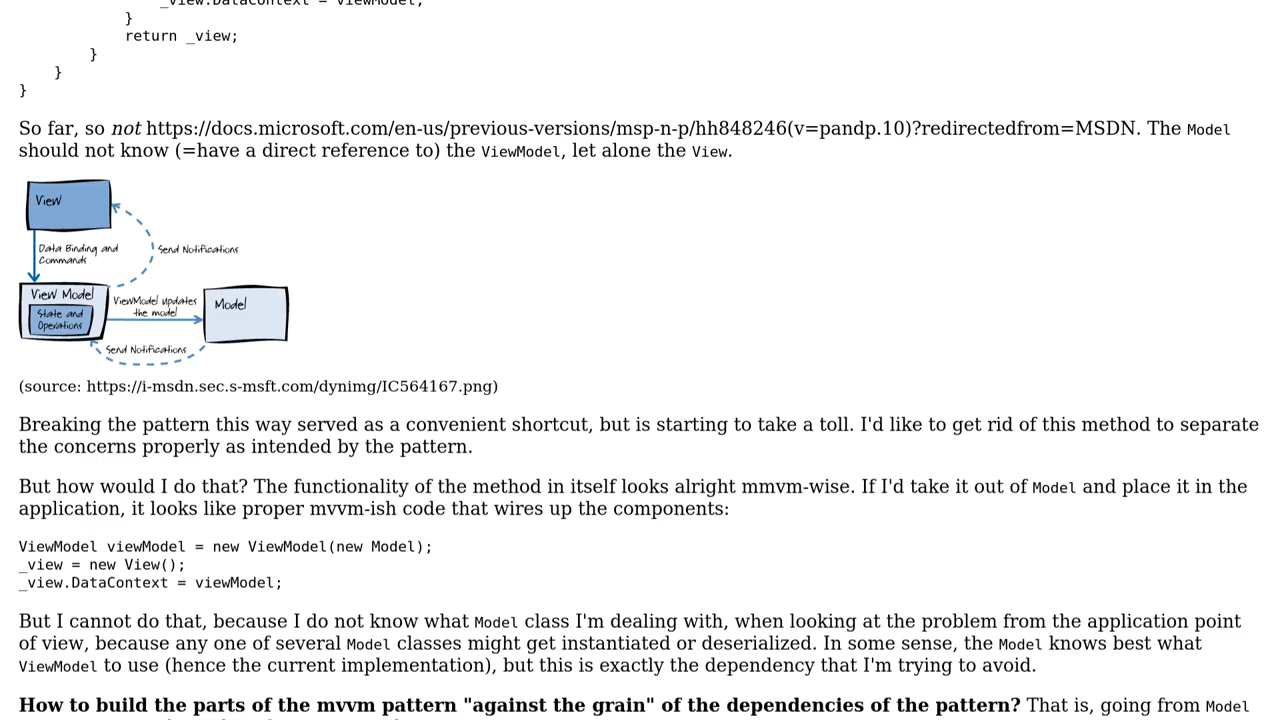 _view.DataContext = viewModel;
}
return _view;
}
}
}
So far, so not https://docs.microsoft.com/en-us/previous-versions/msp-n-p/hh848246(v=pandp.10)?redirectedfrom=MSDN. The Model
should not know (=have a direct reference to) the ViewModel, let alone the View.
View
Data Binding and
Commands
Send Notifications
View Model
State and
Operations
ViewModel updates
the model
Model
Send Notifications
(source: https://i-msdn.sec.s-msft.com/dynimg/IC564167.png)
Breaking the pattern this way served as a convenient shortcut, but is starting to take a toll. I'd like to get rid of this method to separate
the concerns properly as intended by the pattern.
But how would I do that? The functionality of the method in itself looks alright mmvm-wise. If I'd take it out of Model and place it in the
application, it looks like proper mvvm-ish code that wires up the components:
ViewModel viewModel = new ViewModel(new Model);
_view = new View();
_view.DataContext = viewModel;
But I cannot do that, because I do not know what Model class I'm dealing with, when looking at the problem from the application point
of view, because any one of several Model classes might get instantiated or deserialized. In some sense, the Model knows best what
ViewModel to use (hence the current implementation), but this is exactly the dependency that I'm trying to avoid.
How to build the parts of the mvvm pattern "against the grain" of the dependencies of the pattern? That is, going from Model